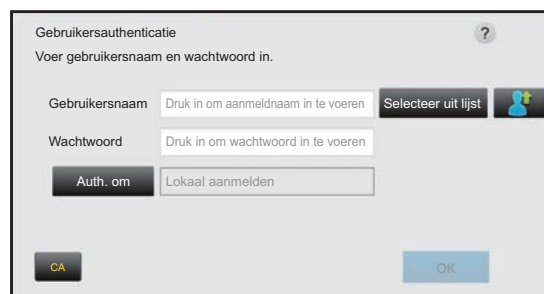 Gebruikersauthenticatie
?
Voer gebruikersnaam en wachtwoord in.
Gebruikersnaam Druk in om aanmeldnaam in te voeren Selecteer uit lijst
Wachtwoord Druk in om wachtwoord in te voeren
Auth. om Lokaal aanmelden
CA OK